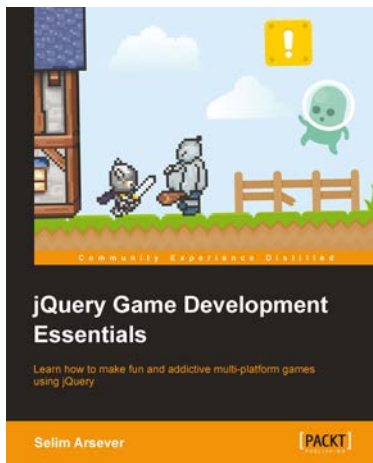 !
Community Experience Distilled
jQuery Game Development
Essentials
Learn how to make fun and addictive multi-platform games
using jQuery
Selim Arsever
[PACKT]
PUBLISHING